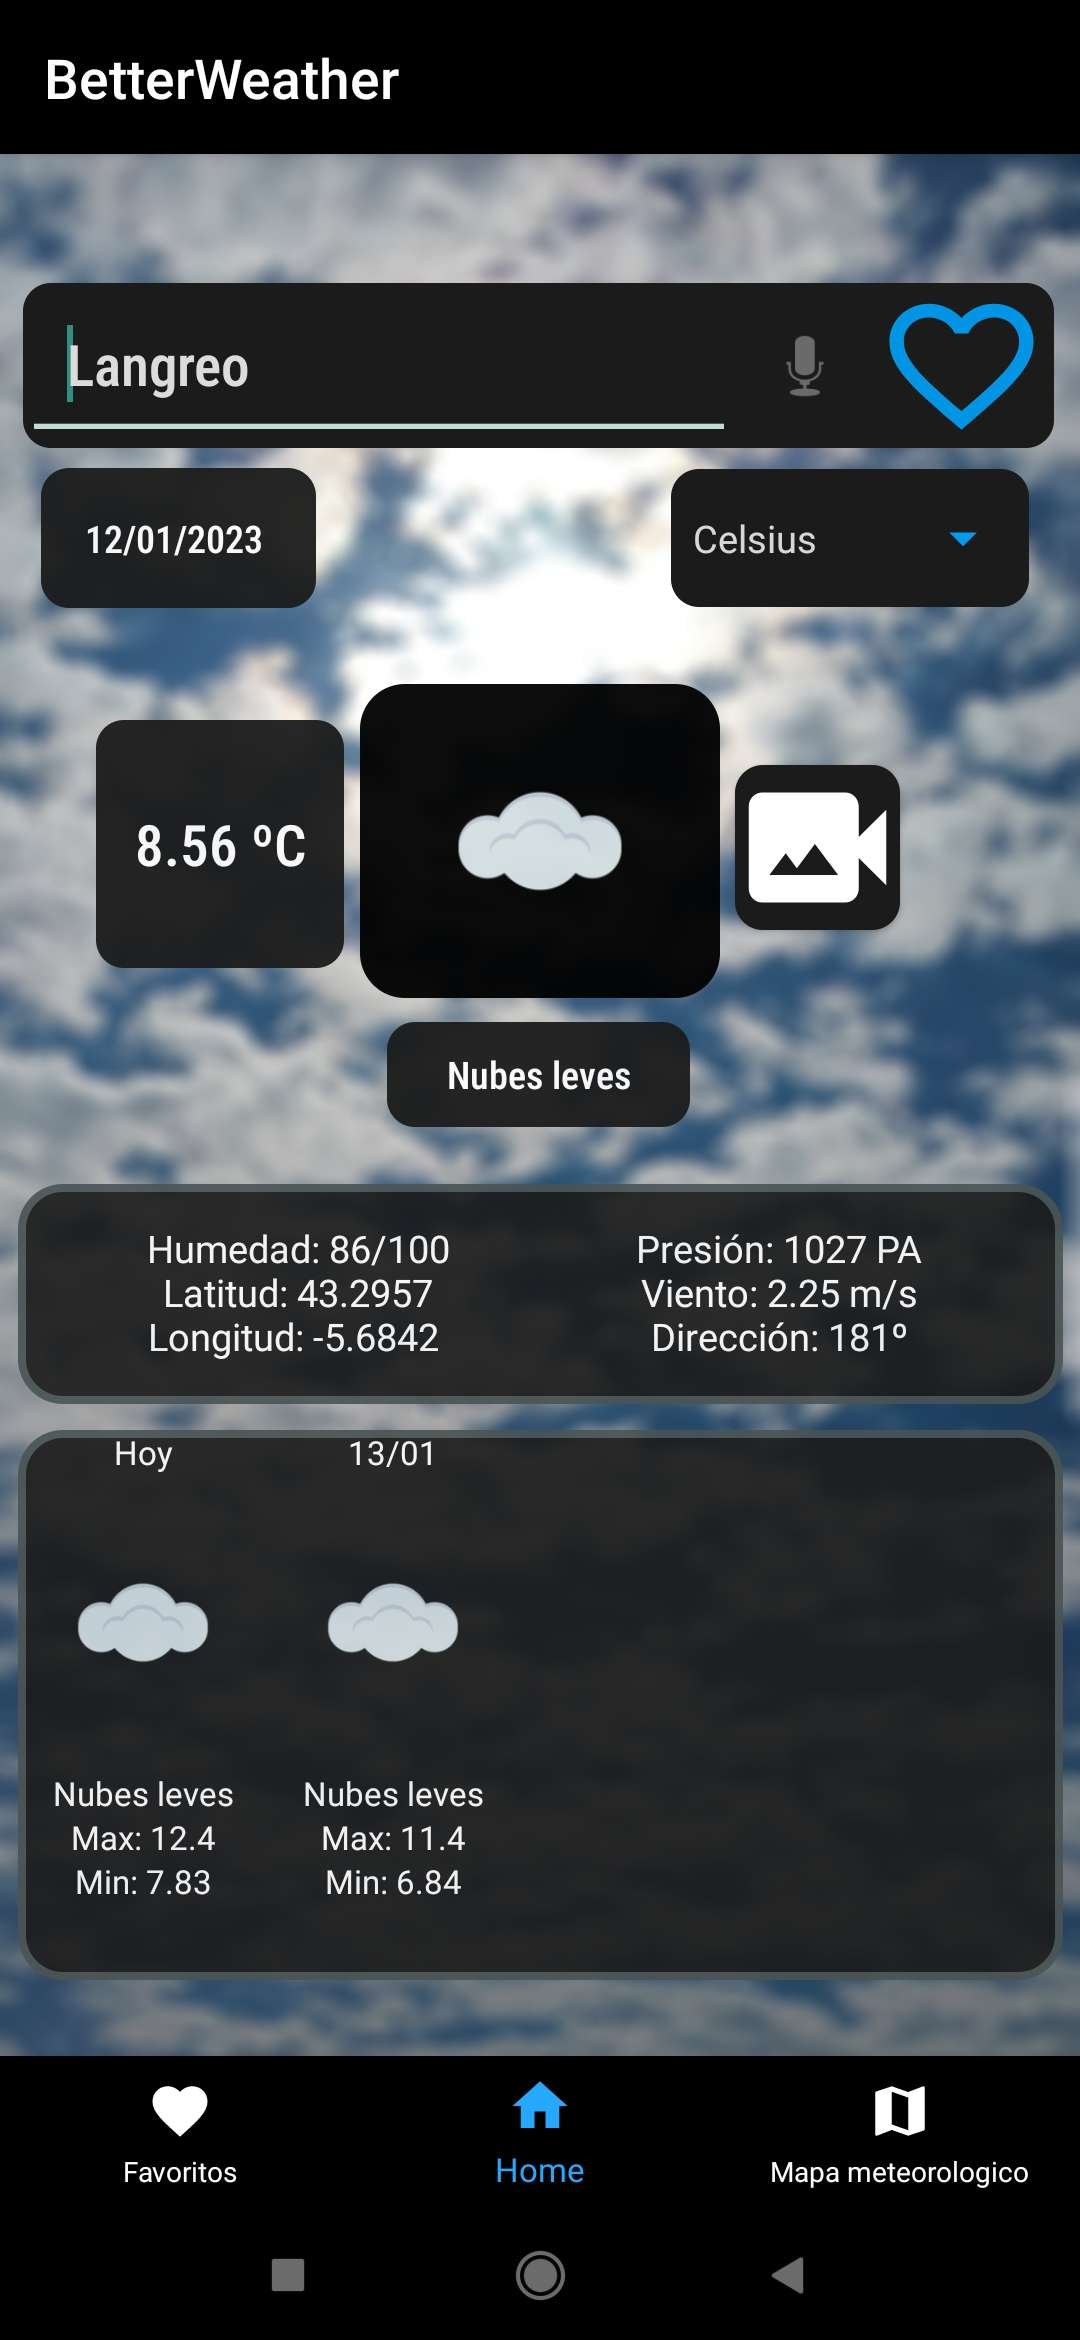 BetterWeather
Langreo
12/01/2023
Celsius
8.56 ºC
Nubes leves
Humedad: 86/100
Latitud: 43.2957
Longitud: -5.6842
Presión: 1027 PA
Viento: 2.25 m/s
Dirección: 181º
Hoy
Nubes leves
Max: 12.4
Min: 7.83
13/01
Nubes leves
Max: 11.4
Min: 6.84
Favoritos
Home
Mapa meteorologico